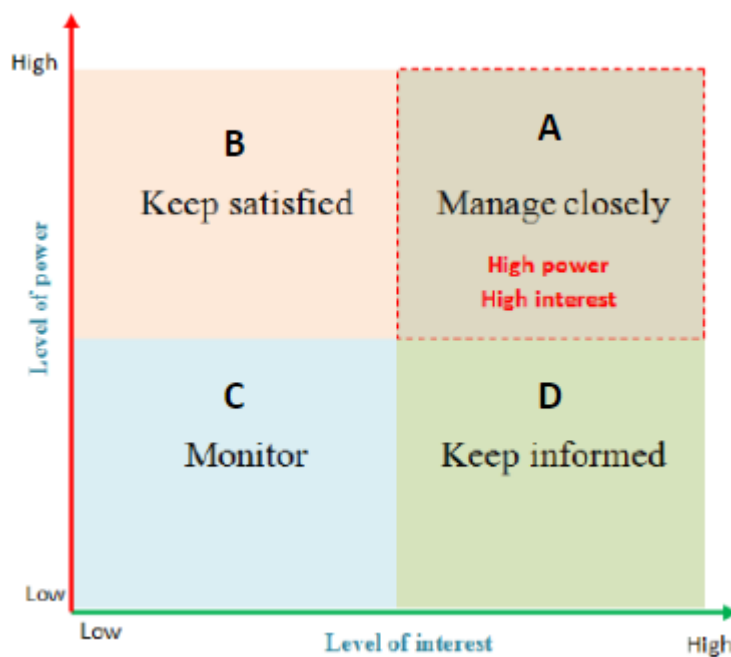 High
B
A
Keep satisfied
Manage closely
High power
High interest
Level of power
C
D
Monitor
Keep informed
Low
Low
Level of interest
High